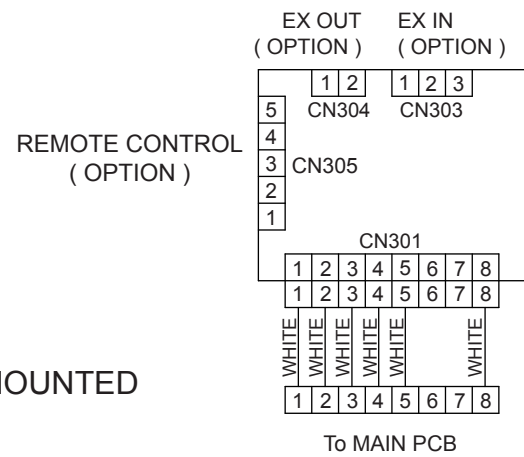 EX OUT EX IN
( OPTION ) ( OPTION )
1 2 1 2 3
5 CN304 CN303
4
REMOTE CONTROL
3 CN305
( OPTION )
2
1
CN301
1 2 3 4 5 6 7 8
1 2 3 4 5 6 7 8
WHITE WHITE WHITE WHITE WHITE WHITE
MOUNTED
1 2 3 4 5 6 7 8
To MAIN PCB